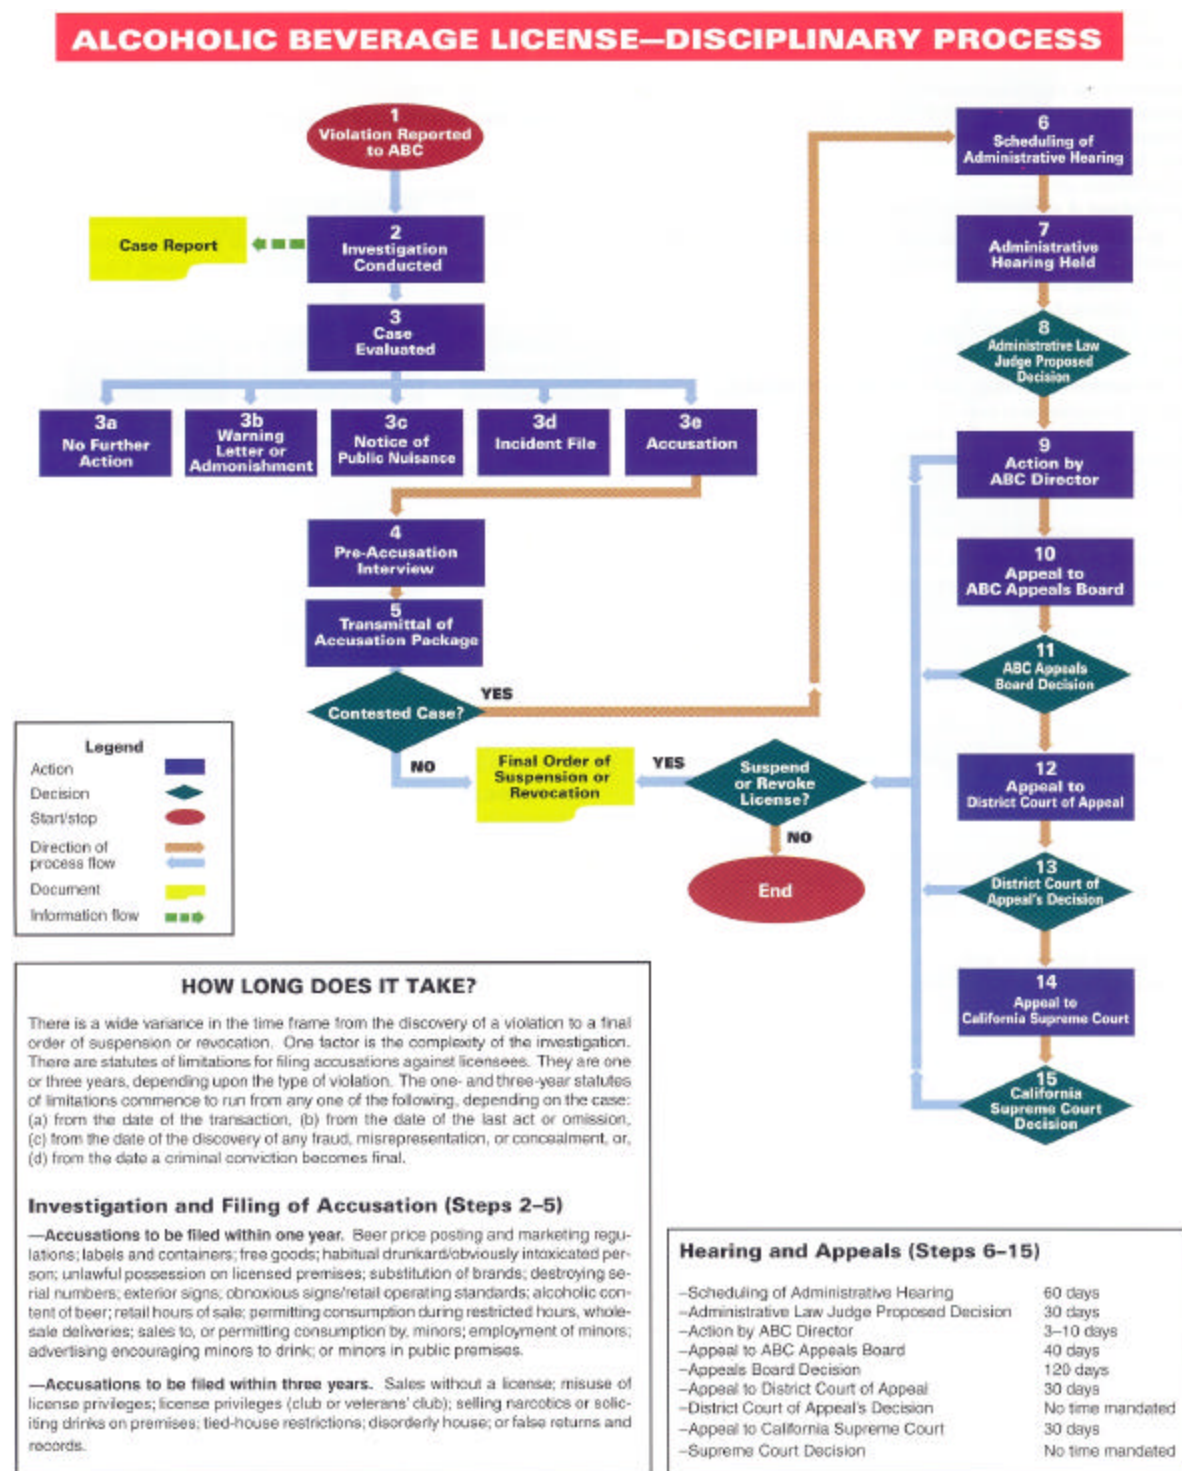 ALCOHOLIC BEVERAGE LICENSE—DISCIPLINARY PROCESS
1
Violation Reported
to ABC
Case Report
2
Investigation
Conducted
3
Case
Evaluated
3a
No Further
Action
3b
Warning
Letter or
Admonishment
3c
Notice of
Public Nuisance
3d
Incident File
3e
Accusation
4
Pre-Accusation
Interview
5
Transmittal of
Accusation Package
Contested Case?
YES
NO
Final Order of
Suspension or
Revocation
YES
Suspend
or Revoke
License?
NO
End
6
Scheduling of
Administrative Hearing
7
Administrative
Hearing Held
8
Administrative Law
Judge Proposed
Decision
9
Action by
ABC Director
10
Appeal to
ABC Appeals Board
11
ABC Appeals
Board Decision
12
Appeal to
District Court of Appeal
13
District Court of
Appeal's Decision
14
Appeal to
California Supreme Court
15
California
Supreme Court
Decision
Legend
Action
Decision
Start/stop
Direction of
process flow
Document
Information flow
HOW LONG DOES IT TAKE?
There is a wide variance in the time frame from the discovery of a violation to a final
order of suspension or revocation. One factor is the complexity of the investigation.
There are statutes of limitations for filing accusations against licensees. They are one
or three years, depending upon the type of violation. The one- and three-year statutes
of limitations commence to run from any one of the following, depending on the case:
(a) from the date of the transaction, (b) from the date of the last act or omission,
(c) from the date of the discovery of any fraud, misrepresentation, or concealment, or,
(d) from the date a criminal conviction becomes final.
Investigation and Filing of Accusation (Steps 2–5)
—Accusations to be filed within one year. Beer price posting and marketing regu-
lations; labels and containers; free goods; habitual drunkard/obviously intoxicated per-
son; unlawful possession on licensed premises; substitution of brands; destroying se-
rial numbers; exterior signs; obnoxious signs/retail operating standards; alcoholic con-
tent of beer; retail hours of sale; permitting consumption during restricted hours, whole-
sale deliveries; sales to, or permitting consumption by, minors; employment of minors;
advertising encouraging minors to drink; or minors in public premises.
—Accusations to be filed within three years. Sales without a license; misuse of
license privileges; license privileges (club or veterans' club); selling narcotics or solic-
iting drinks on premises; tied-house restrictions; disorderly house; or false returns and
records.
Hearing and Appeals (Steps 6–15)
–Scheduling of Administrative Hearing 60 days
–Administrative Law Judge Proposed Decision 30 days
–Action by ABC Director 3–10 days
–Appeal to ABC Appeals Board 40 days
–Appeals Board Decision 120 days
–Appeal to District Court of Appeal 30 days
–District Court of Appeal's Decision No time mandated
–Appeal to California Supreme Court 30 days
–Supreme Court Decision No time mandated